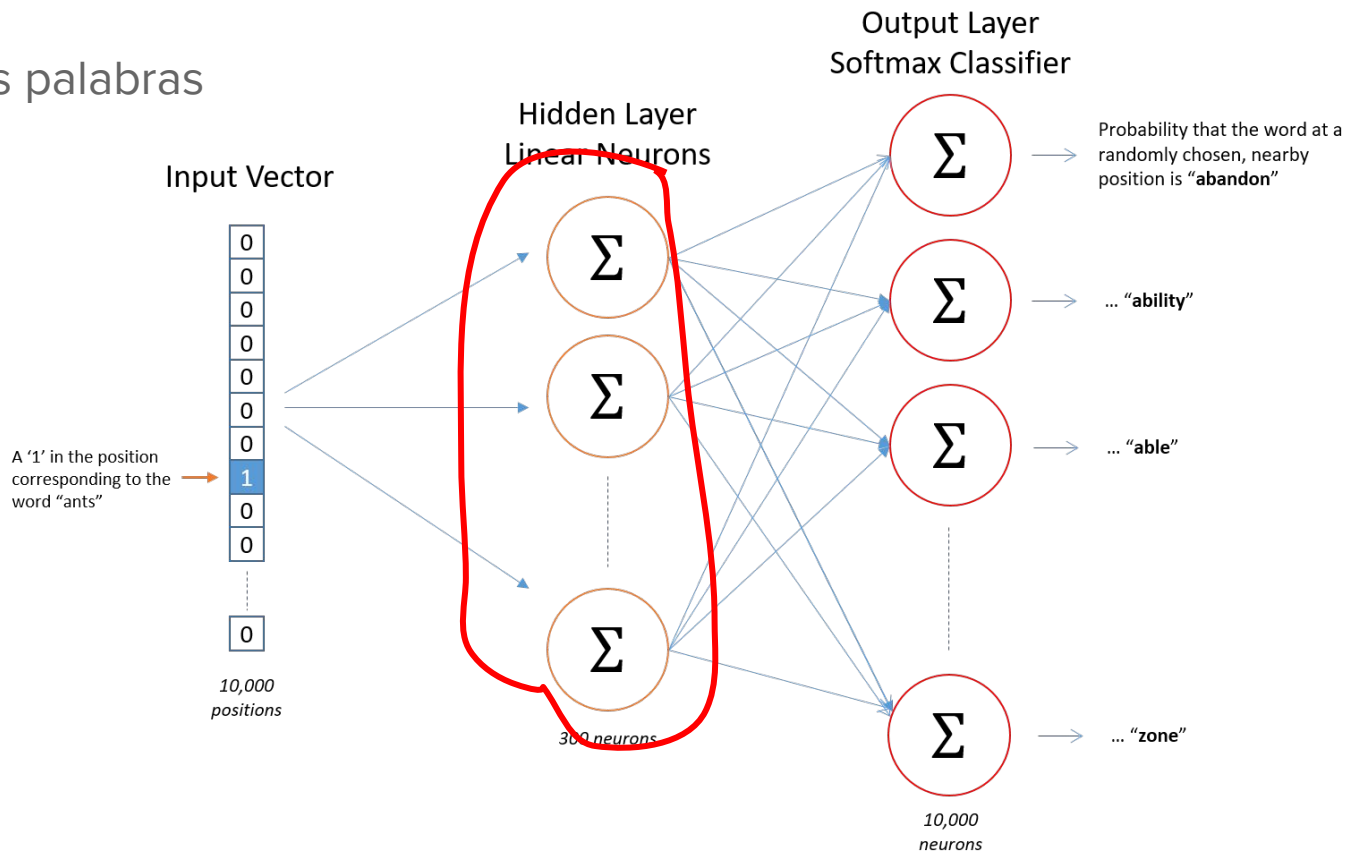 s palabras
Input Vector
Hidden Layer
Linear Neurons
Output Layer
Softmax Classifier
0
0
0
0
0
0
0
1
0
0
0
A ‘1’ in the position
corresponding to the
word “ants”
10,000
positions
Σ
Σ
Σ
300 neurons
Σ
Σ
Σ
Σ
10,000
neurons
Probability that the word at a
randomly chosen, nearby
position is “abandon”
... “ability”
... “able”
... “zone”